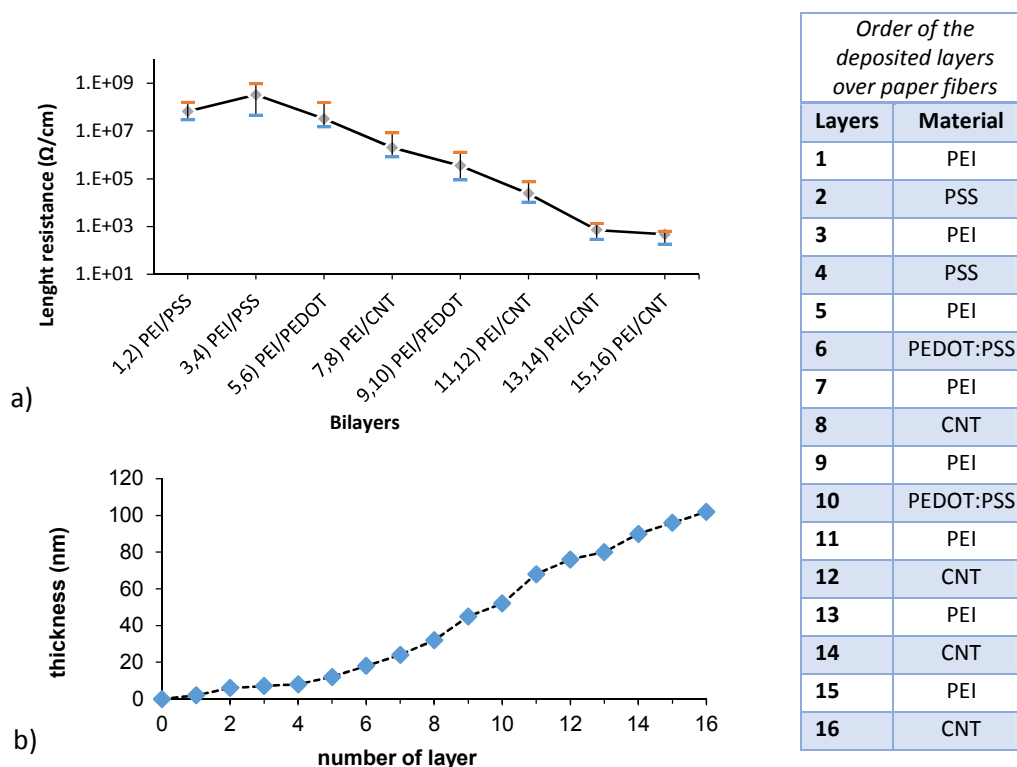 1.E+09
1.E+07
1.E+05
1.E+03
1.E+01
Lenght resistance (Ω/cm)
1,2) PEI/PSS
3,4) PEI/PSS
5,6) PEI/PEDOT
7,8) PEI/CNT
9,10) PEI/PEDOT
11,12) PEI/CNT
13,14) PEI/CNT
15,16) PEI/CNT
Bilayers
a)
120
100
80
60
40
20
0
thickness (nm)
0 2 4 6 8 10 12 14 16
number of layer
b)
Order of the
deposited layers
over paper fibers
Layers Material
1 PEI
2 PSS
3 PEI
4 PSS
5 PEI
6 PEDOT:PSS
7 PEI
8 CNT
9 PEI
10 PEDOT:PSS
11 PEI
12 CNT
13 PEI
14 CNT
15 PEI
16 CNT